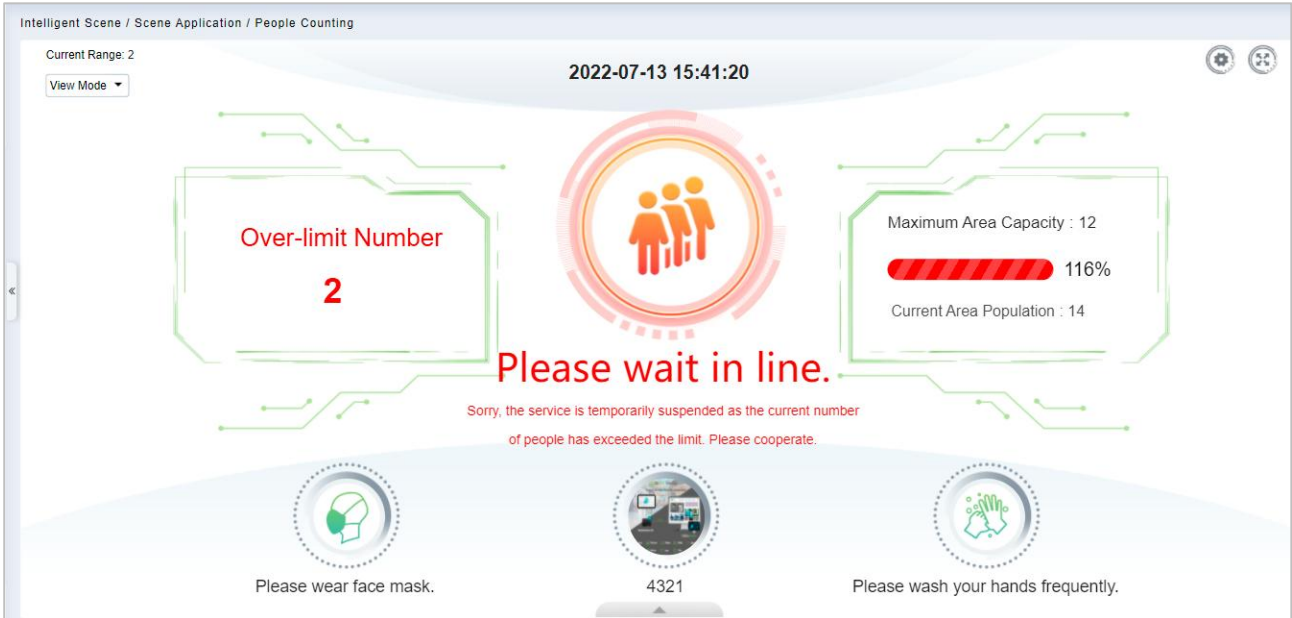 Intelligent Scene / Scene Application / People Counting
Current Range: 2
View Mode
2022-07-13 15:41:20
Over-limit Number
2
Maximum Area Capacity : 12
116%
Current Area Population : 14
Please wait in line.
Sorry, the service is temporarily suspended as the current number
of people has exceeded the limit. Please cooperate.
Please wear face mask.
4321
Please wash your hands frequently.